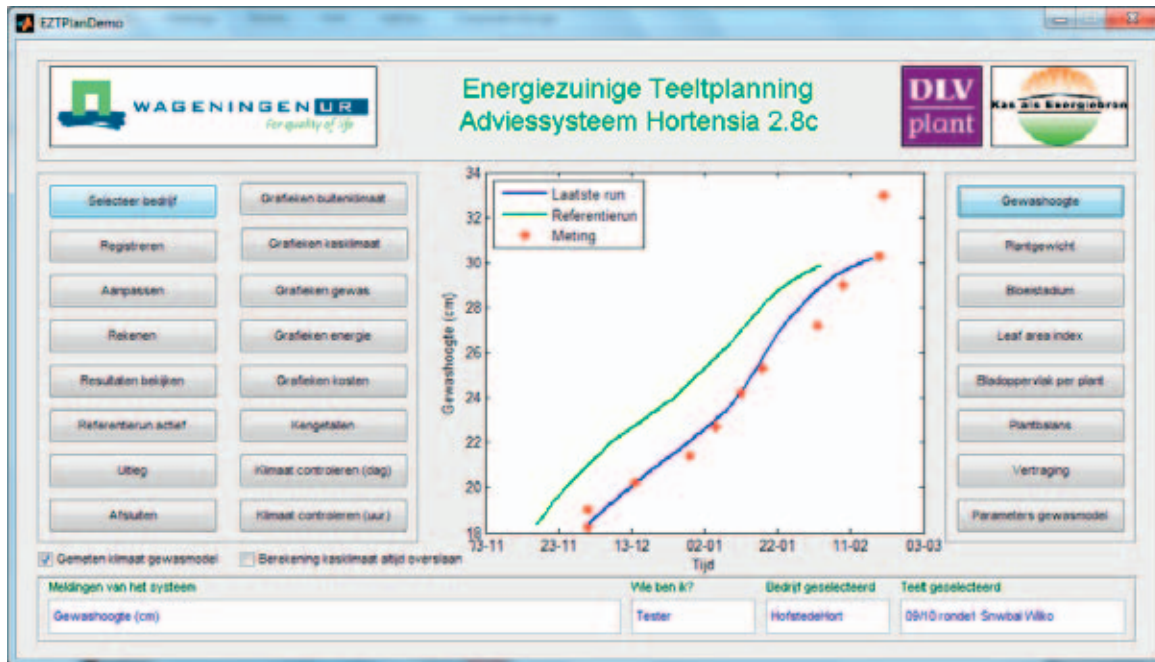 EZTPlanDemo
WAGENINGEN UR
For quality of life
Energiezuinige Teeltplanning
Adviessysteem Hortensia 2.8c
DLV
plant
Kas als Energiebron
Selecteer bedrijf
Registreren
Aanpassen
Rekenen
Resultaten bekijken
Referentierun actief
Uitleg
Afsluiten
Grafieken buitenklimaat
Grafieken kasklimaat
Grafieken gewas
Grafieken energie
Grafieken kosten
Kengetallen
Klimaat controleren (dag)
Klimaat controleren (uur)
Gemeten klimaat gewasmodel
Berekening kasklimaat altijd overslaan
Laatste run
Referentierun
Meting
Gewashoogte (cm)
34
32
30
28
26
24
22
20
18
13-11
23-11
13-12
02-01
22-01
11-02
03-03
Tijd
Gewashoogte
Plantgewicht
Bloeistadium
Leaf area index
Bladoppervlak per plant
Plantbalans
Vertraging
Parameters gewasmodel
Meldingen van het systeem
Gewashoogte (cm)
Wie ben ik?
Tester
Bedrijf geselecteerd
HofstedeHort
Teelt geselecteerd
09/10 ronde1 Snwbal Wilko